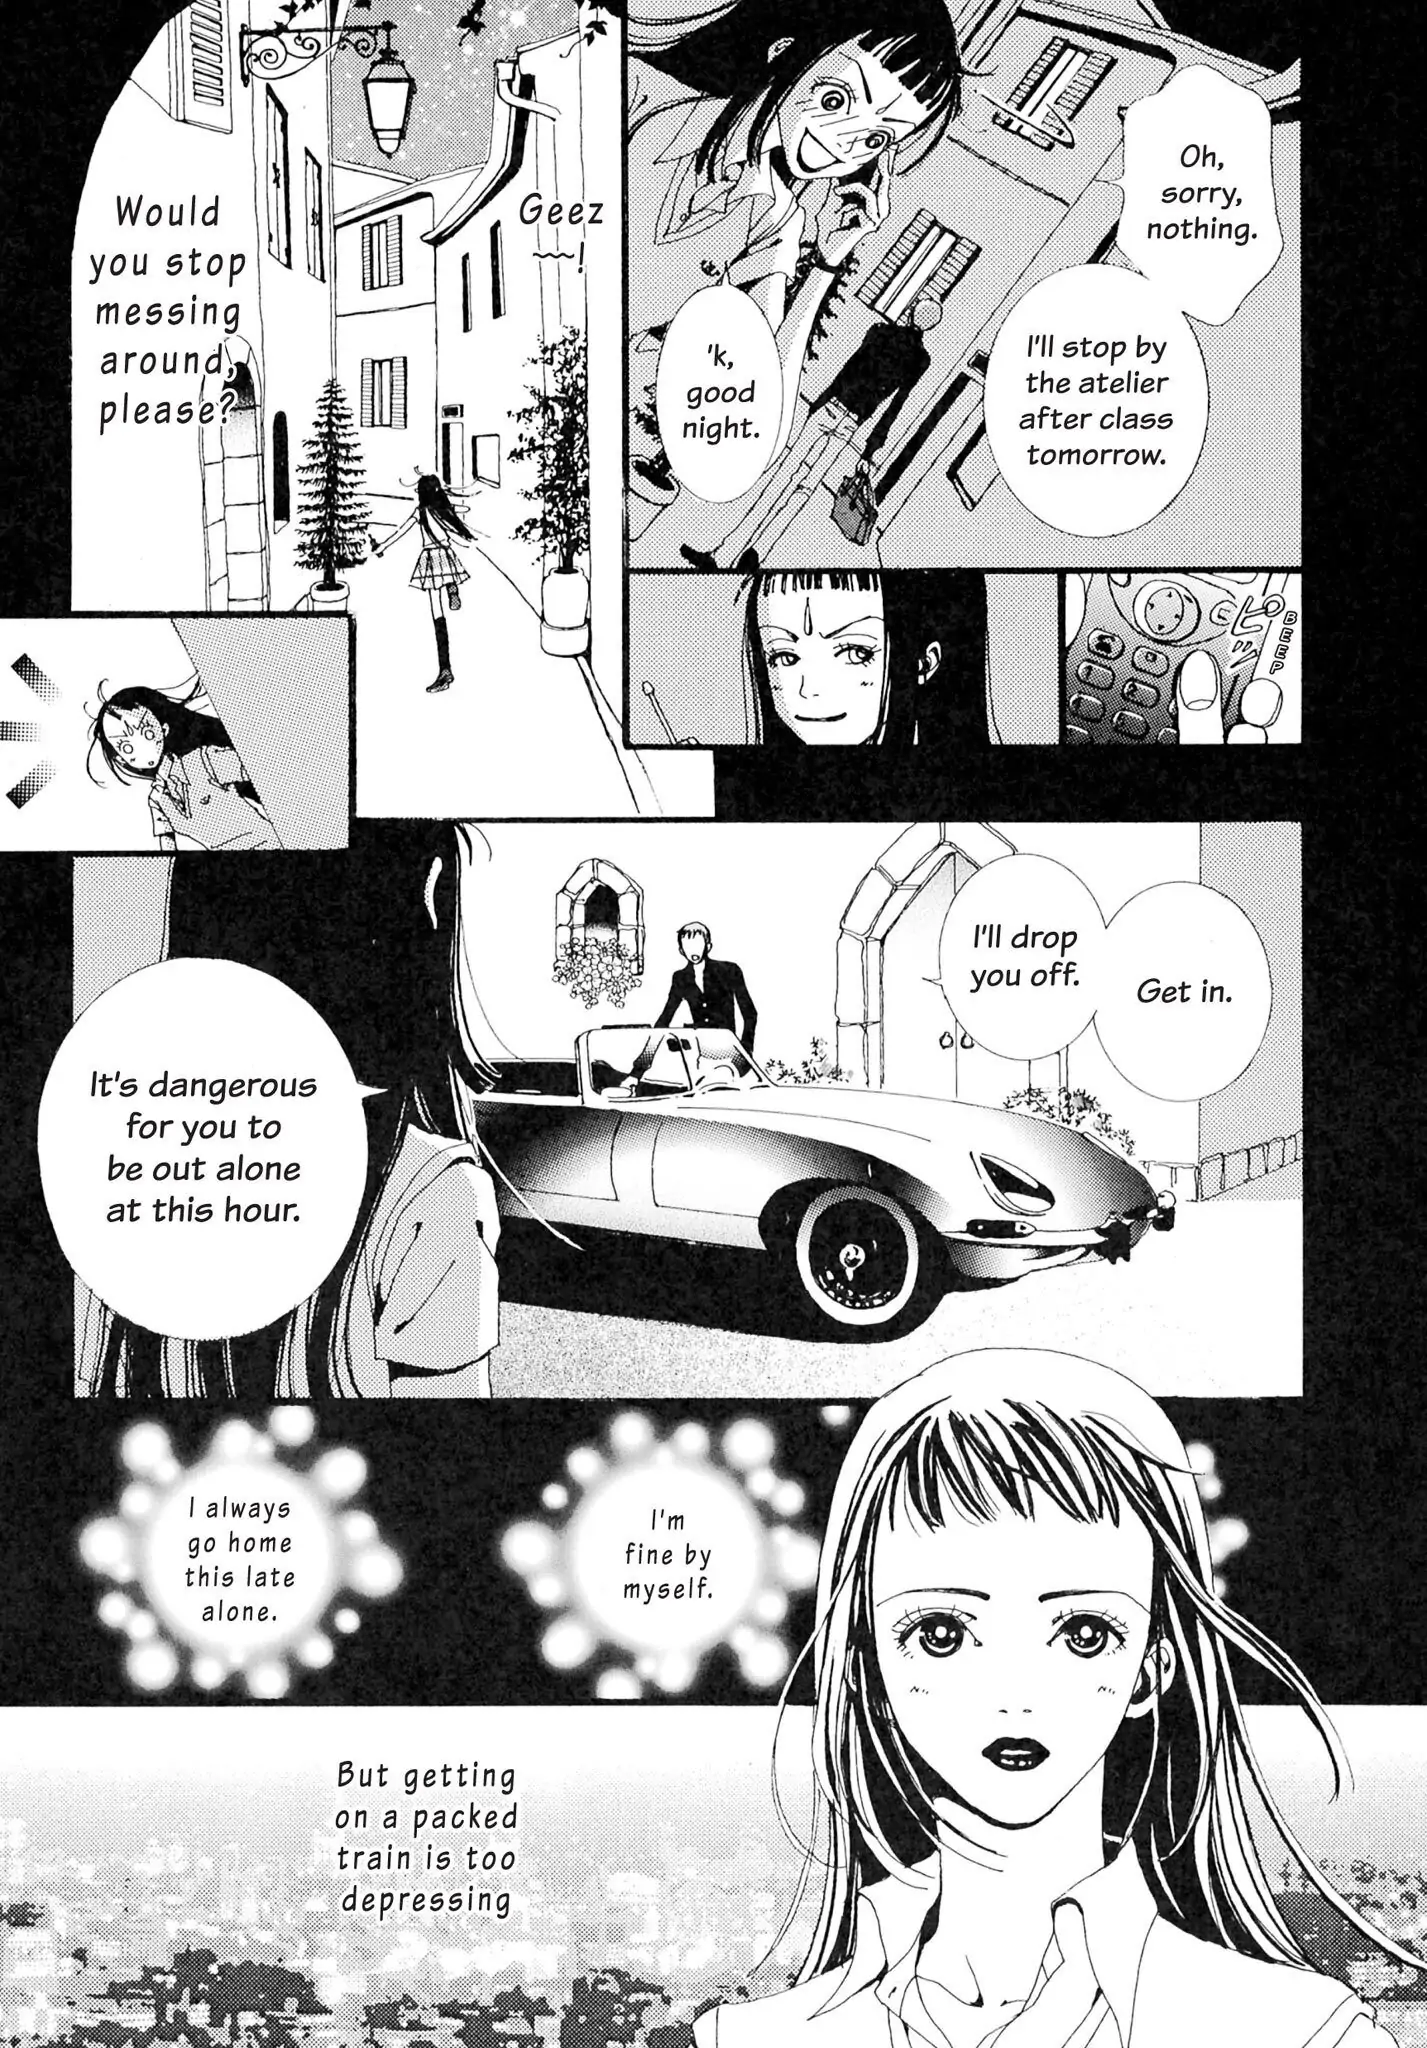 Oh,
sorry,
nothing.
I'll stop by
the atelier
after class
tomorrow.
'k,
good
night.
ピッ
BEEP
Geez
~~!
Would
you stop
messing
around,
please?
Get in.
I'll drop
you off.
It's dangerous
for you to
be out alone
at this hour.
I'm
fine by
myself.
I always
go home
this late
alone.
But getting
on a packed
train is too
depressing